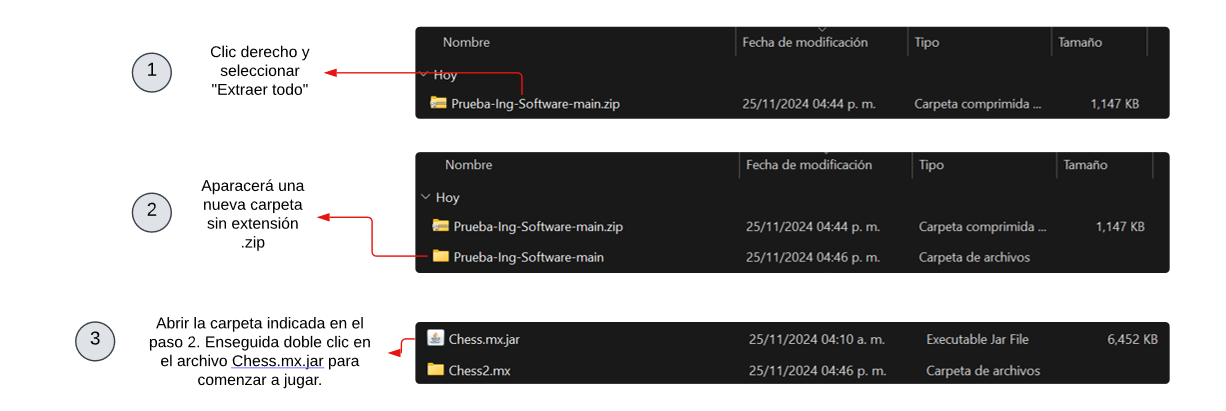 1
Clic derecho y
seleccionar
"Extraer todo"
Nombre Fecha de modificación Tipo Tamaño
Hoy
Prueba-Ing-Software-main.zip 25/11/2024 04:44 p. m. Carpeta comprimida ... 1,147 KB
2
Aparacerá una
nueva carpeta
sin extensión
.zip
Nombre Fecha de modificación Tipo Tamaño
Hoy
Prueba-Ing-Software-main.zip 25/11/2024 04:44 p. m. Carpeta comprimida ... 1,147 KB
Prueba-Ing-Software-main 25/11/2024 04:46 p. m. Carpeta de archivos
3
Abrir la carpeta indicada en el
paso 2. Enseguida doble clic en
el archivo Chess.mx.jar para
comenzar a jugar.
Chess.mx.jar 25/11/2024 04:10 a. m. Executable Jar File 6,452 KB
Chess2.mx 25/11/2024 04:46 p. m. Carpeta de archivos